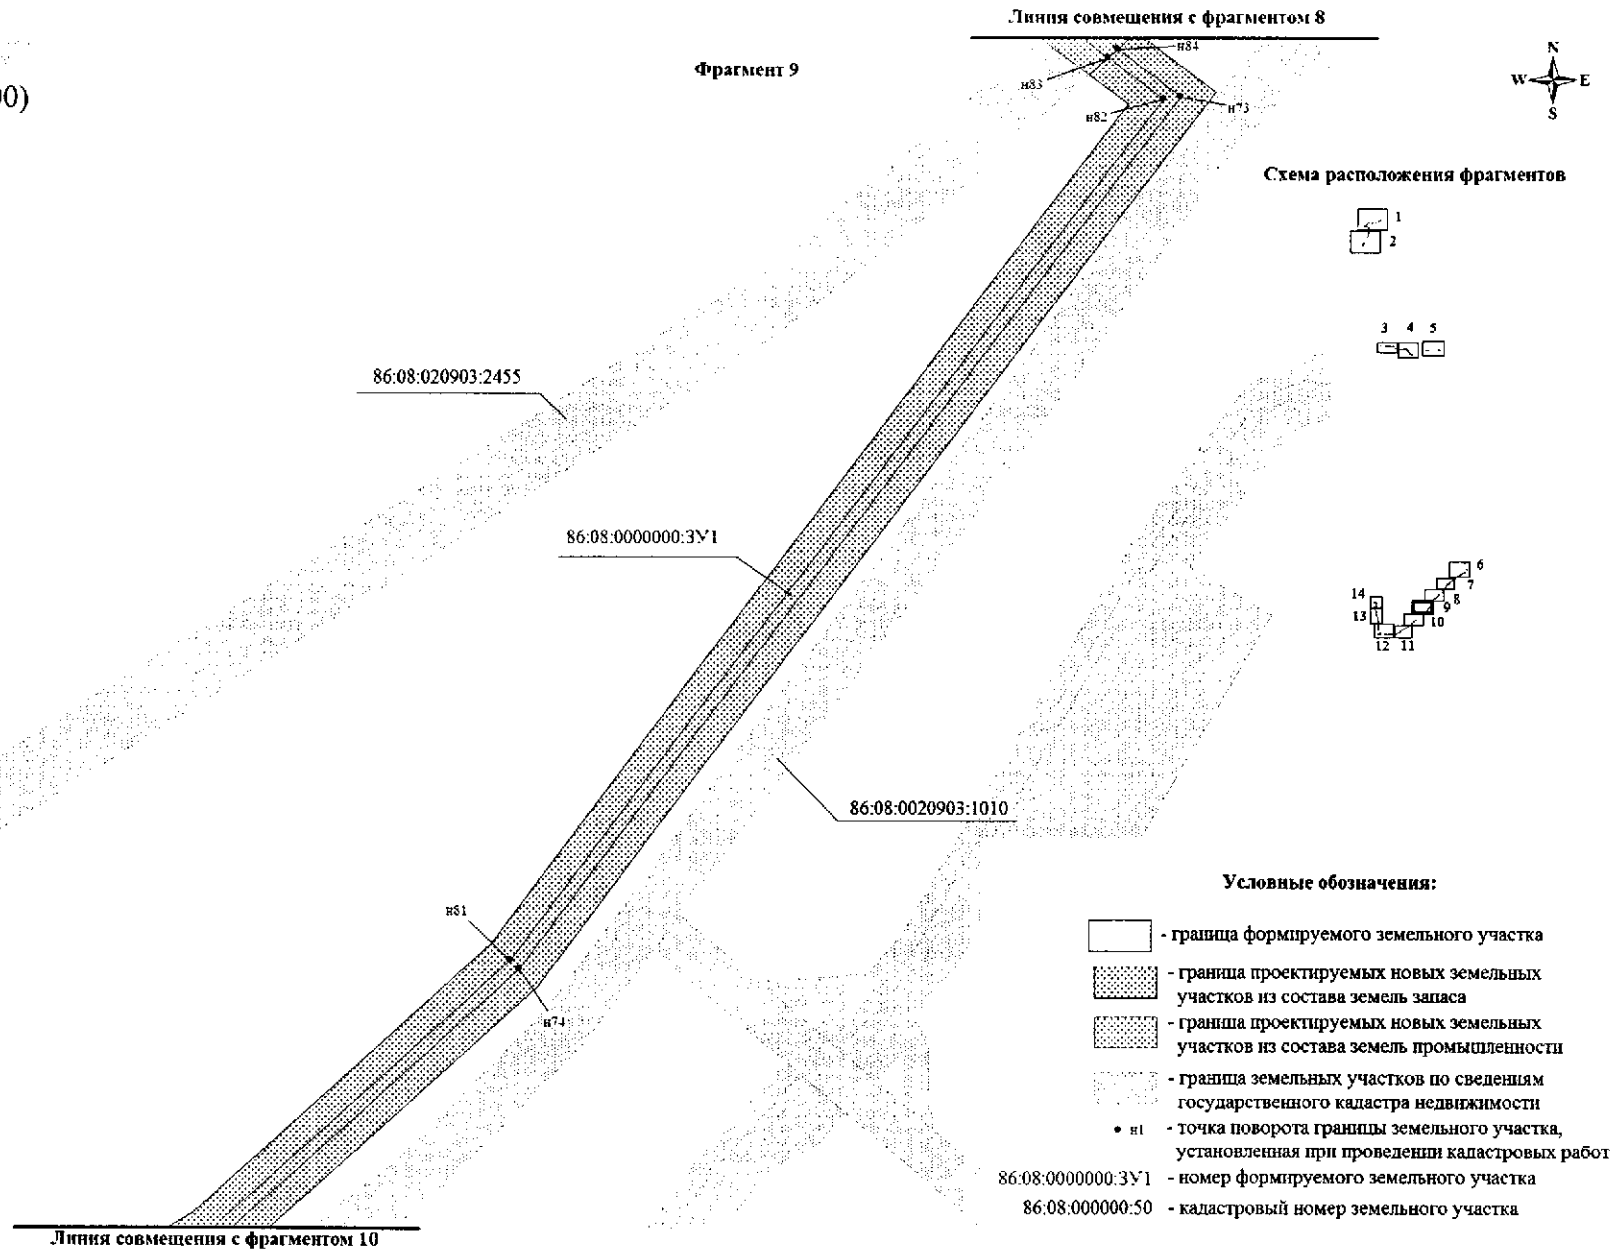 Линия совмещения с фрагментом 8
Фрагмент 9
00)
N
W E
S
н84
н83
н82
н73
Схема расположения фрагментов
1
2
3 4 5
6
7
8
9
10
11
12
13
14
86:08:020903:2455
86:08:0000000:ЗУ1
86:08:0020903:1010
н81
н74
Условные обозначения:
- граница формируемого земельного участка
- граница проектируемых новых земельных
участков из состава земель запаса
- граница проектируемых новых земельных
участков из состава земель промышленности
- граница земельных участков по сведениям
государственного кадастра недвижимости
н1 - точка поворота границы земельного участка,
установленная при проведении кадастровых работ
86:08:0000000:ЗУ1 - номер формируемого земельного участка
86:08:000000:50 - кадастровый номер земельного участка
Линия совмещения с фрагментом 10